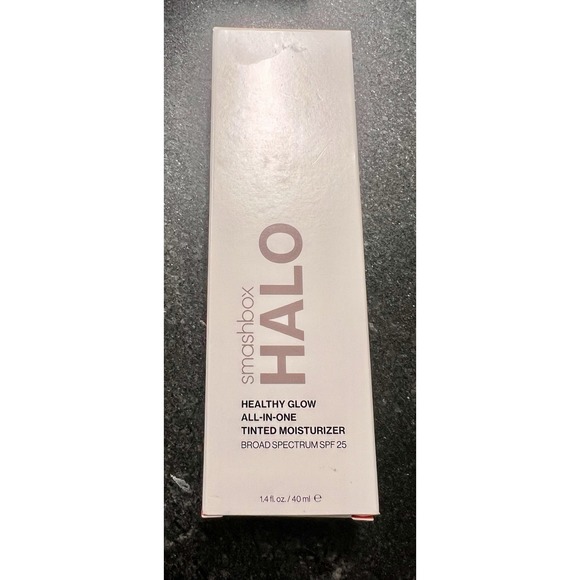 smashbox
HALO
HEALTHY GLOW
ALL-IN-ONE
TINTED MOISTURIZER
BROAD SPECTRUM SPF 25
1.4 fl. oz. / 40 ml ℮